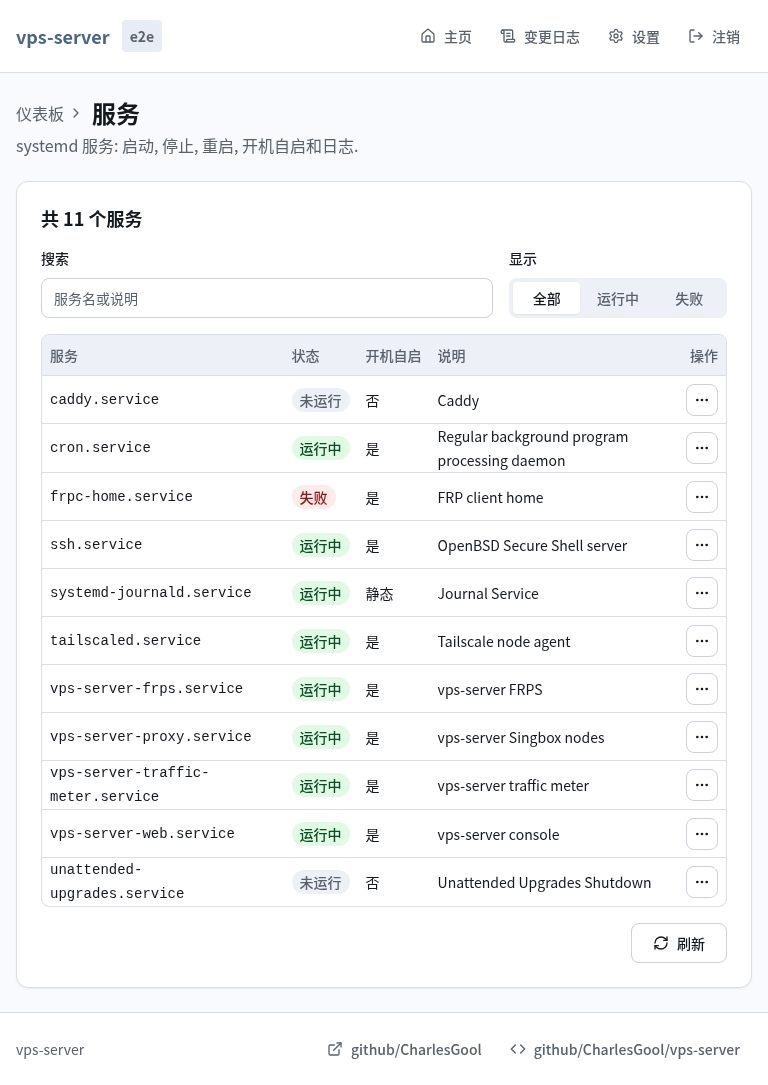 vps-server e2e 主页 变更日志 设置 注销
仪表板 服务
systemd 服务: 启动, 停止, 重启, 开机自启和日志.
共 11 个服务
搜索 显示
服务名或说明 全部 运行中 失败
服务 状态 开机自启 说明 操作
caddy.service 未运行 否 Caddy
cron.service 运行中 是 Regular background program
processing daemon
frpc-home.service 失败 是 FRP client home
ssh.service 运行中 是 OpenBSD Secure Shell server
systemd-journald.service 运行中 静态 Journal Service
tailscaled.service 运行中 是 Tailscale node agent
vps-server-frps.service 运行中 是 vps-server FRPS
vps-server-proxy.service 运行中 是 vps-server Singbox nodes
vps-server-traffic-
meter.service 运行中 是 vps-server traffic meter
vps-server-web.service 运行中 是 vps-server console
unattended-
upgrades.service 未运行 否 Unattended Upgrades Shutdown
刷新
vps-server github/CharlesGool github/CharlesGool/vps-server